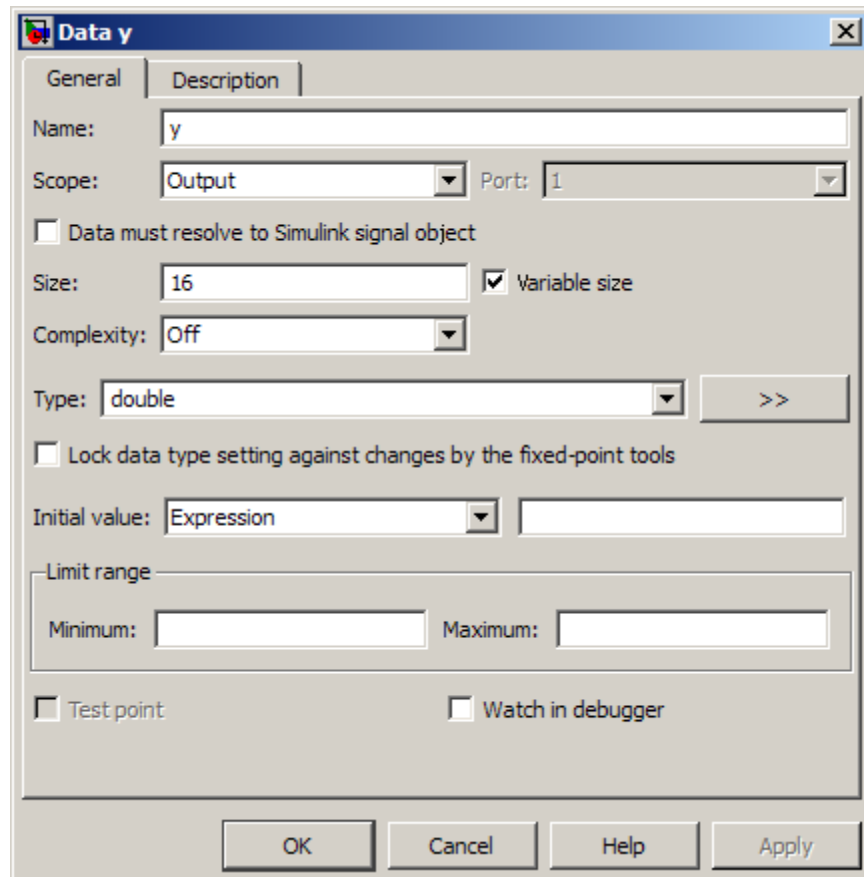 Data y
General Description
Name: y
Scope: Output Port: 1
Data must resolve to Simulink signal object
Size: 16 Variable size
Complexity: Off
Type: double >>
Lock data type setting against changes by the fixed-point tools
Initial value: Expression
Limit range
Minimum: Maximum:
Test point Watch in debugger
OK Cancel Help Apply